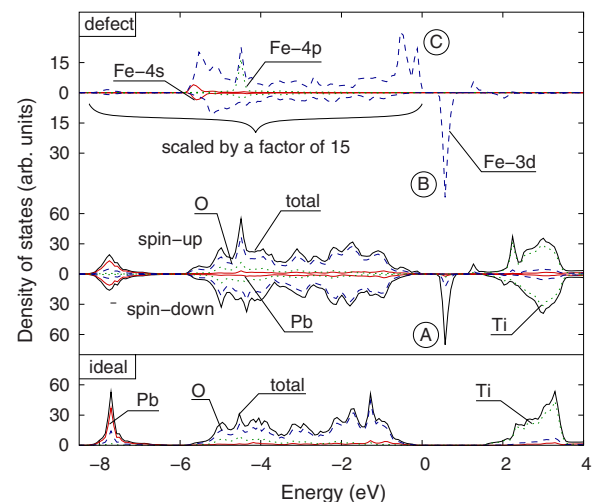 defect
C
15
Fe-4s
Fe-4p
0
15
scaled by a factor of 15
30
Fe-3d
B
60
O
total
spin-up
30
0
30
spin-down
Pb
60
A
Ti
ideal
60
Pb
O
total
Ti
30
0
-8
-6
-4
-2
0
2
4
Energy (eV)
Density of states (arb. units)